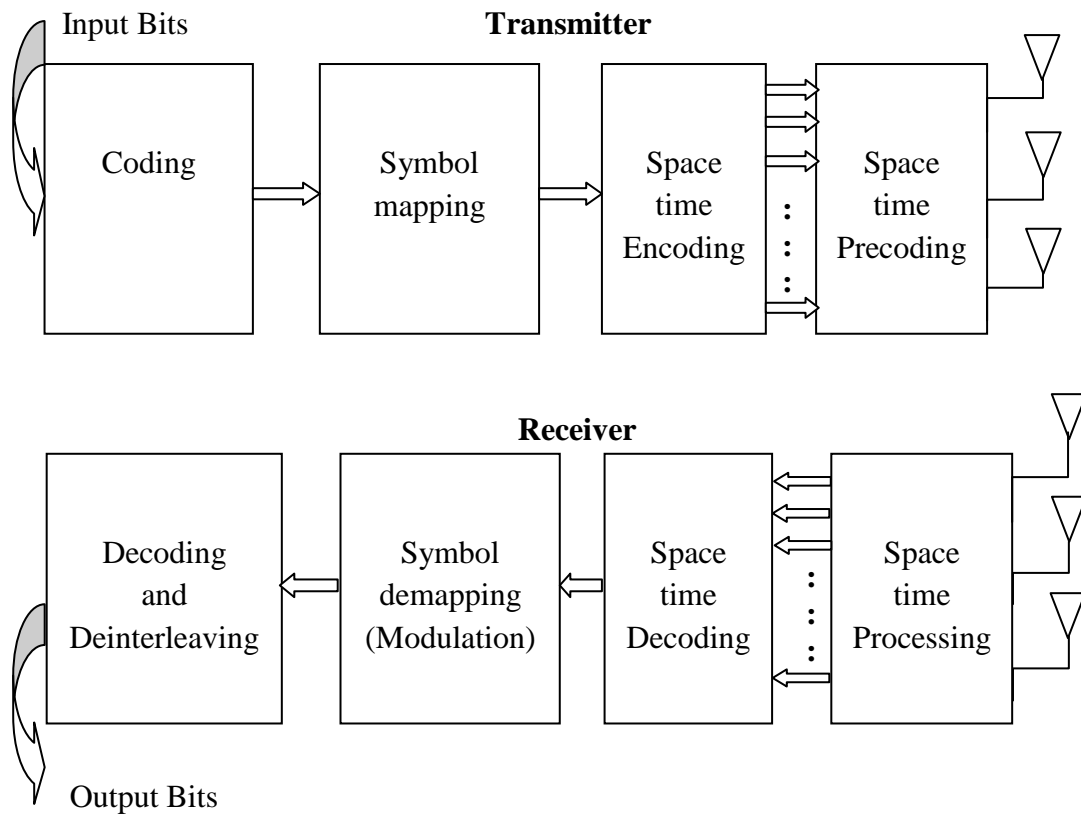 Input Bits
Transmitter
Coding
Symbol
mapping
Space
time
Encoding
Space
time
Precoding
Receiver
Decoding
and
Deinterleaving
Symbol
demapping
(Modulation)
Space
time
Decoding
Space
time
Processing
Output Bits